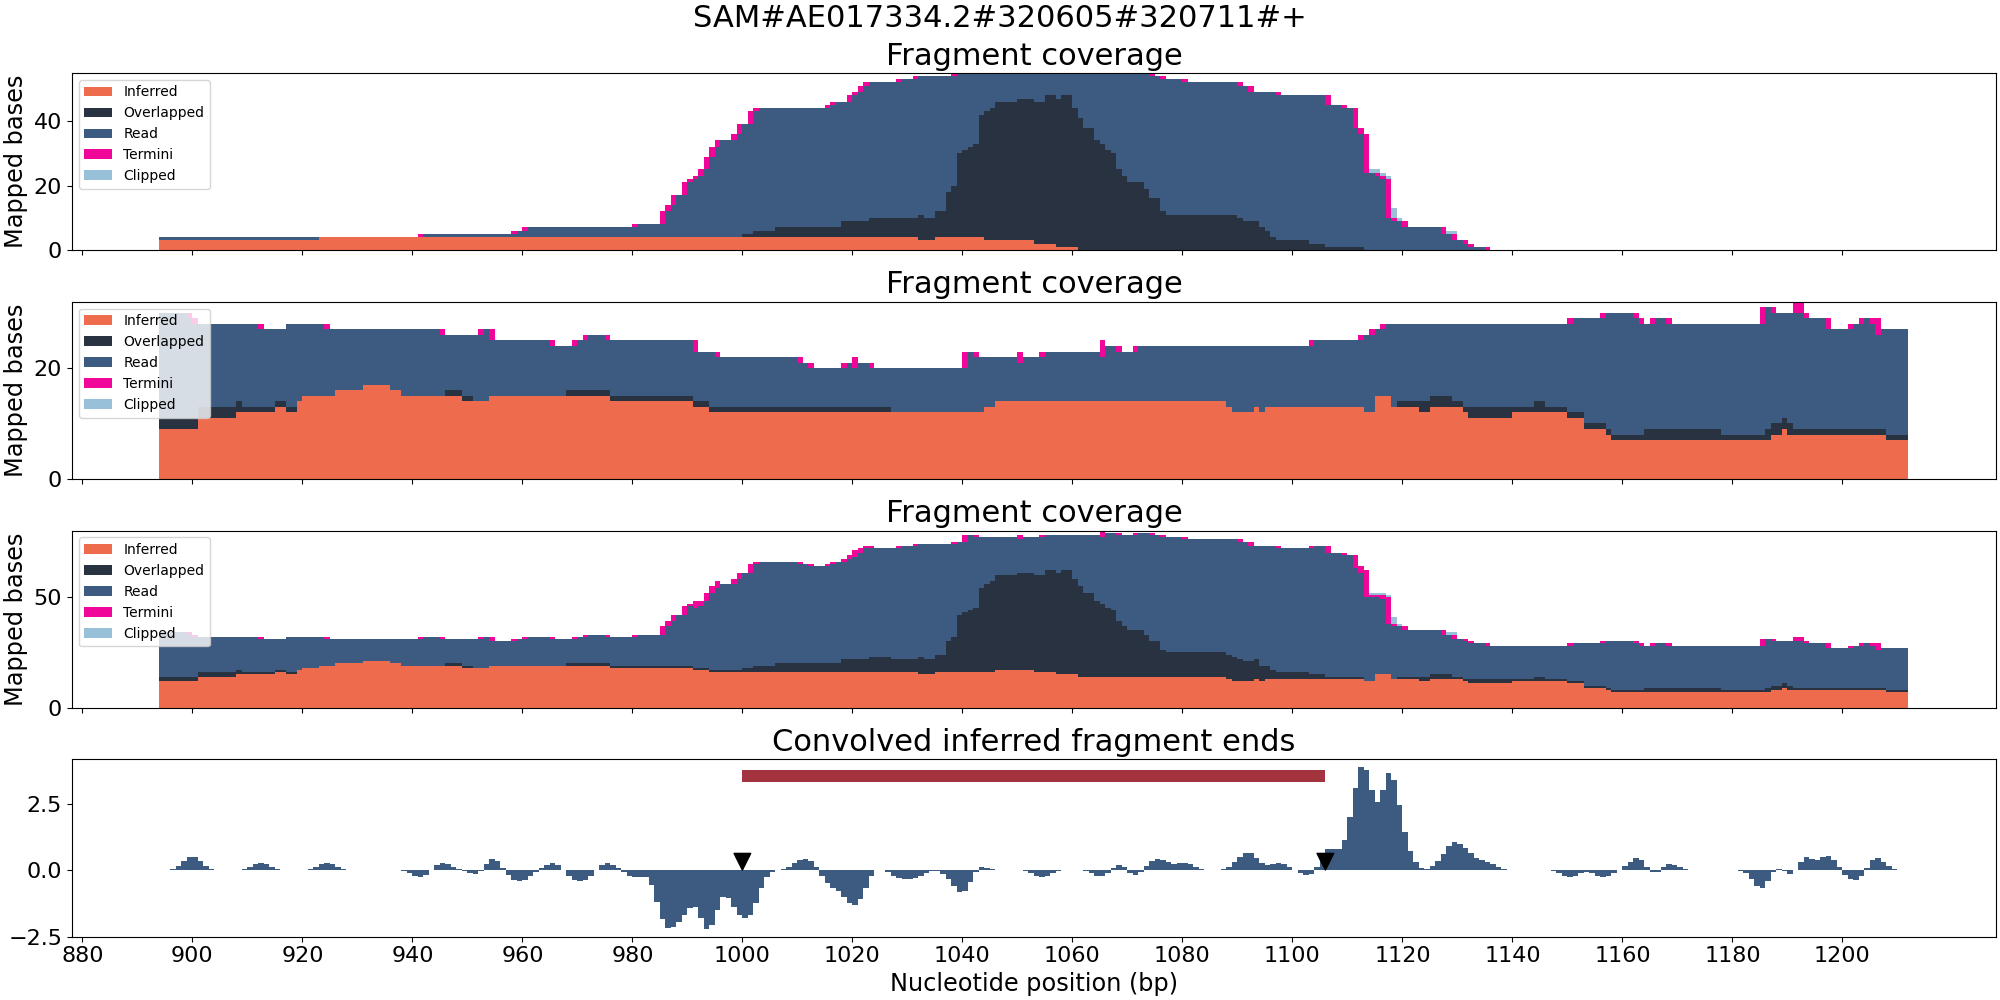 SAM#AE017334.2#320605#320711#+
Fragment coverage
Mapped bases
40
20
0
Inferred
Overlapped
Read
Termini
Clipped
Fragment coverage
Mapped bases
20
0
Inferred
Overlapped
Read
Termini
Clipped
Fragment coverage
Mapped bases
50
0
Inferred
Overlapped
Read
Termini
Clipped
Convolved inferred fragment ends
2.5
0.0
−2.5
880 900 920 940 960 980 1000 1020 1040 1060 1080 1100 1120 1140 1160 1180 1200
Nucleotide position (bp)